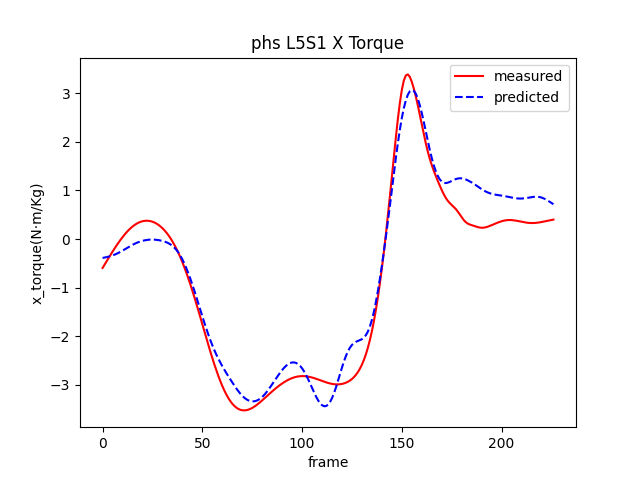 phs L5S1 X Torque
measured
predicted
x_torque(N·m/Kg)
3
2
1
0
−1
−2
−3
0 50 100 150 200
frame